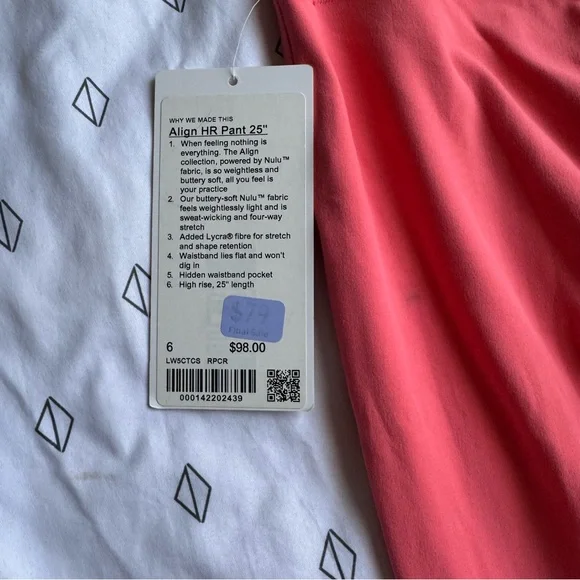 WHY WE MADE THIS
Align HR Pant 25"
1. When feeling nothing is
everything. The Align
collection, powered by Nulu™
fabric, is so weightless and
buttery soft, all you feel is
your practice
2. Our buttery-soft Nulu™ fabric
feels weightlessly light and is
sweat-wicking and four-way
stretch
3. Added Lycra® fibre for stretch
and shape retention
4. Waistband lies flat and won't
dig in
5. Hidden waistband pocket
6. High rise, 25" length
Final Sale
6 $98.00
LW5CTCS RPCR
000142202439